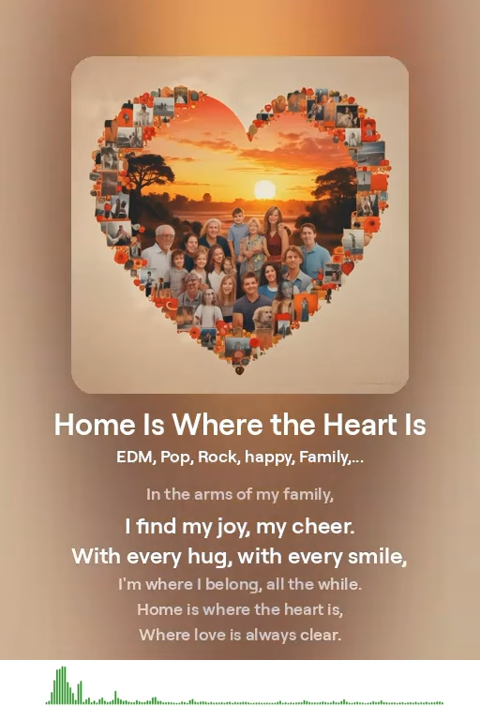 Home Is Where the Heart Is
EDM, Pop, Rock, happy, Family,...
In the arms of my family,
I find my joy, my cheer.
With every hug, with every smile,
I'm where I belong, all the while.
Home is where the heart is,
Where love is always clear.